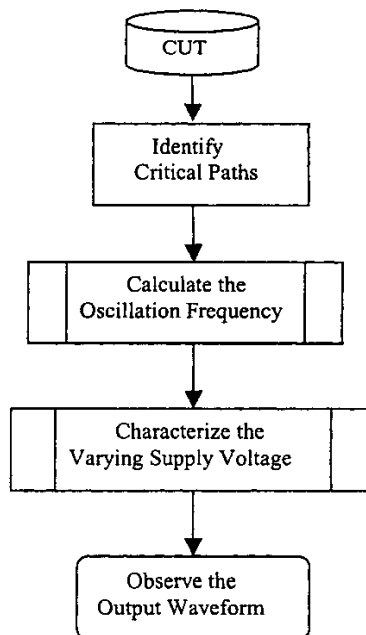 CUT
Identify
Critical Paths
Calculate the
Oscillation Frequency
Characterize the
Varying Supply Voltage
Observe the
Output Waveform